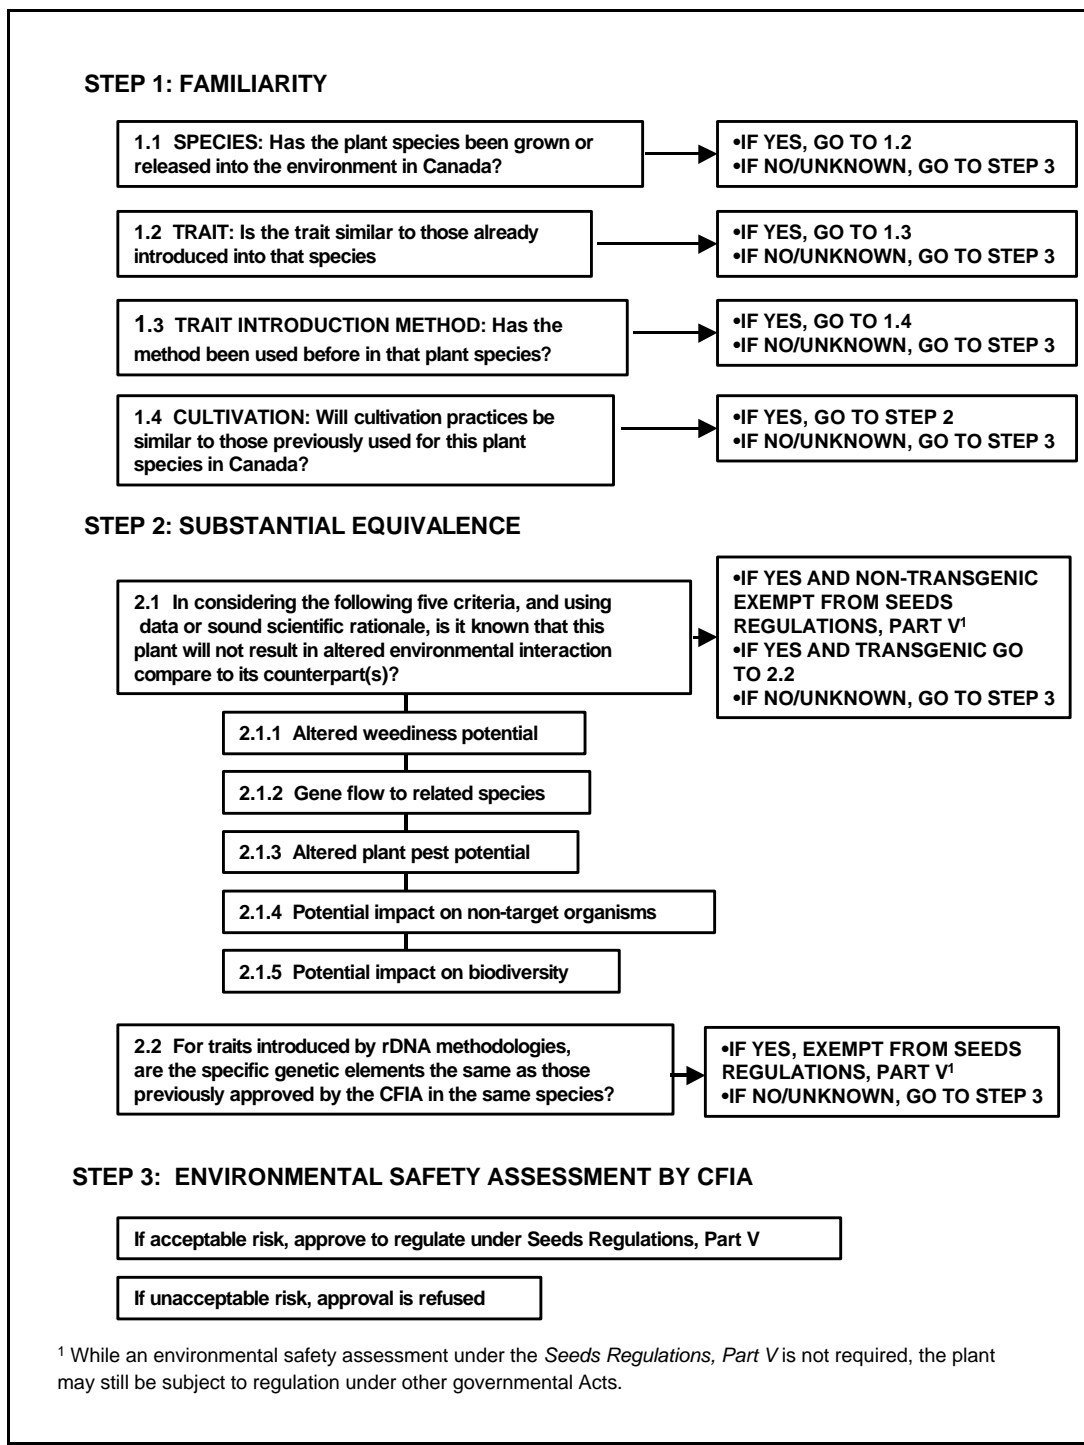 STEP 1: FAMILIARITY
1.1 SPECIES: Has the plant species been grown or
released into the environment in Canada?
•IF YES, GO TO 1.2
•IF NO/UNKNOWN, GO TO STEP 3
1.2 TRAIT: Is the trait similar to those already
introduced into that species
•IF YES, GO TO 1.3
•IF NO/UNKNOWN, GO TO STEP 3
1.3 TRAIT INTRODUCTION METHOD: Has the
method been used before in that plant species?
•IF YES, GO TO 1.4
•IF NO/UNKNOWN, GO TO STEP 3
1.4 CULTIVATION: Will cultivation practices be
similar to those previously used for this plant
species in Canada?
•IF YES, GO TO STEP 2
•IF NO/UNKNOWN, GO TO STEP 3
STEP 2: SUBSTANTIAL EQUIVALENCE
2.1 In considering the following five criteria, and using
data or sound scientific rationale, is it known that this
plant will not result in altered environmental interaction
compare to its counterpart(s)?
•IF YES AND NON-TRANSGENIC
EXEMPT FROM SEEDS
REGULATIONS, PART V¹
•IF YES AND TRANSGENIC GO
TO 2.2
•IF NO/UNKNOWN, GO TO STEP 3
2.1.1 Altered weediness potential
2.1.2 Gene flow to related species
2.1.3 Altered plant pest potential
2.1.4 Potential impact on non-target organisms
2.1.5 Potential impact on biodiversity
2.2 For traits introduced by rDNA methodologies,
are the specific genetic elements the same as those
previously approved by the CFIA in the same species?
•IF YES, EXEMPT FROM SEEDS
REGULATIONS, PART V¹
•IF NO/UNKNOWN, GO TO STEP 3
STEP 3: ENVIRONMENTAL SAFETY ASSESSMENT BY CFIA
If acceptable risk, approve to regulate under Seeds Regulations, Part V
If unacceptable risk, approval is refused
¹ While an environmental safety assessment under the Seeds Regulations, Part V is not required, the plant
may still be subject to regulation under other governmental Acts.